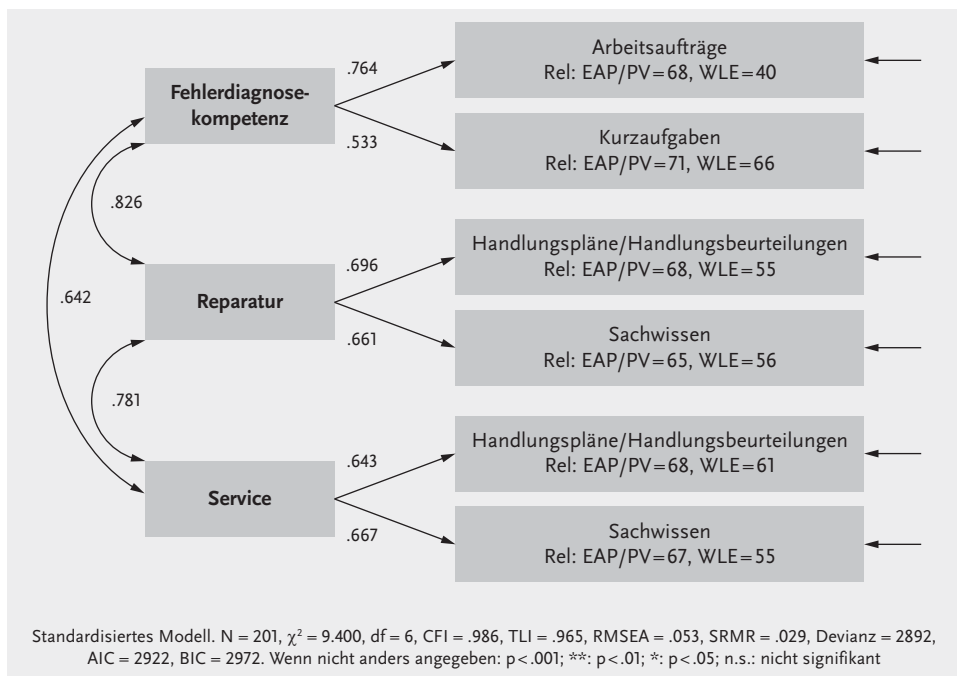 .764
Arbeitsaufträge
Rel: EAP/PV=68, WLE=40
Fehlerdiagnose-
kompetenz
.533
Kurzaufgaben
Rel: EAP/PV=71, WLE=66
.826
.696
Handlungspläne/Handlungsbeurteilungen
Rel: EAP/PV=68, WLE=55
.642
Reparatur
.661
Sachwissen
Rel: EAP/PV=65, WLE=56
.781
.643
Handlungspläne/Handlungsbeurteilungen
Rel: EAP/PV=68, WLE=61
Service
.667
Sachwissen
Rel: EAP/PV=67, WLE=55
Standardisiertes Modell. N = 201, χ² = 9.400, df = 6, CFI = .986, TLI = .965, RMSEA = .053, SRMR = .029, Devianz = 2892,
AIC = 2922, BIC = 2972. Wenn nicht anders angegeben: p<.001; **: p<.01; *: p<.05; n.s.: nicht signifikant